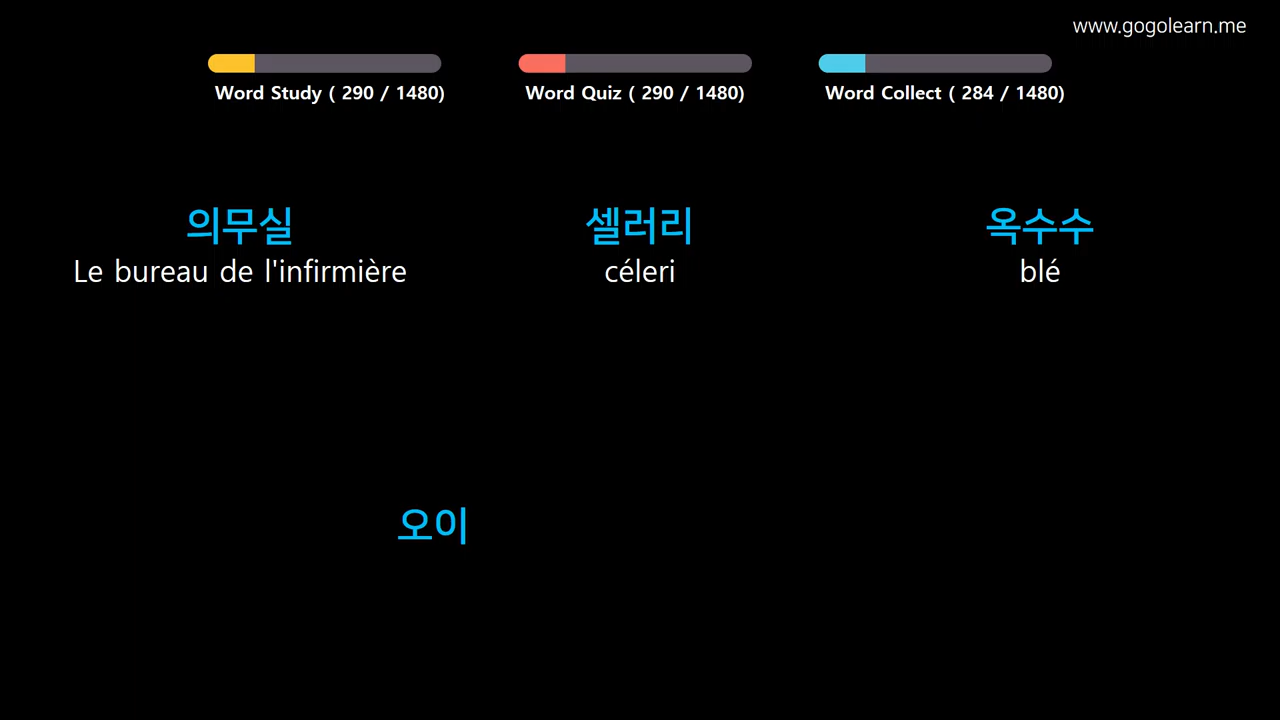 www.gogolearn.me
Word Study ( 290 / 1480)
Word Quiz ( 290 / 1480)
Word Collect ( 284 / 1480)
의무실
Le bureau de l'infirmière
셀러리
céleri
옥수수
blé
오이